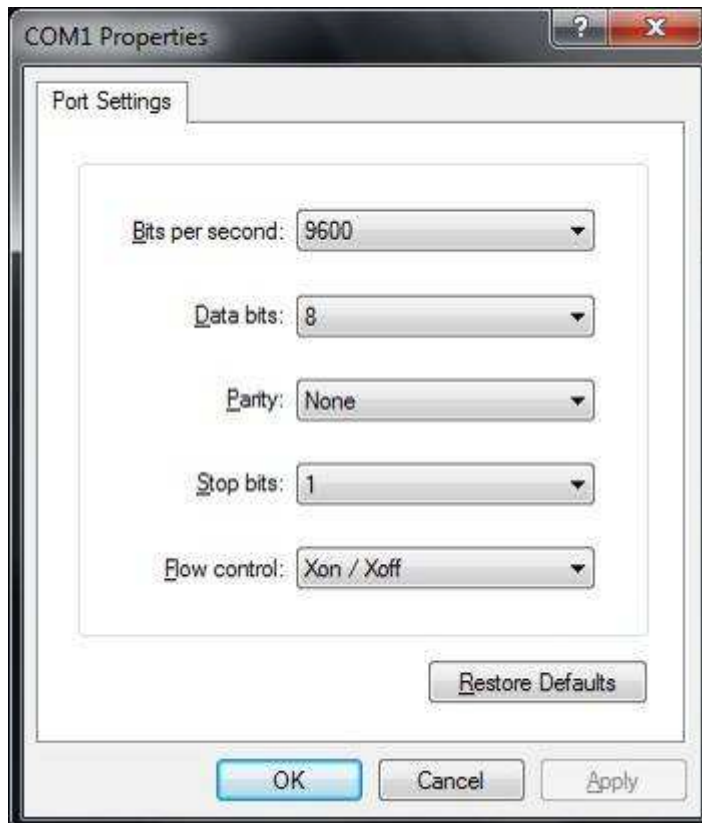 COM1 Properties
?
X
Port Settings
Bits per second: 9600
Data bits: 8
Parity: None
Stop bits: 1
Flow control: Xon / Xoff
Restore Defaults
OK Cancel Apply